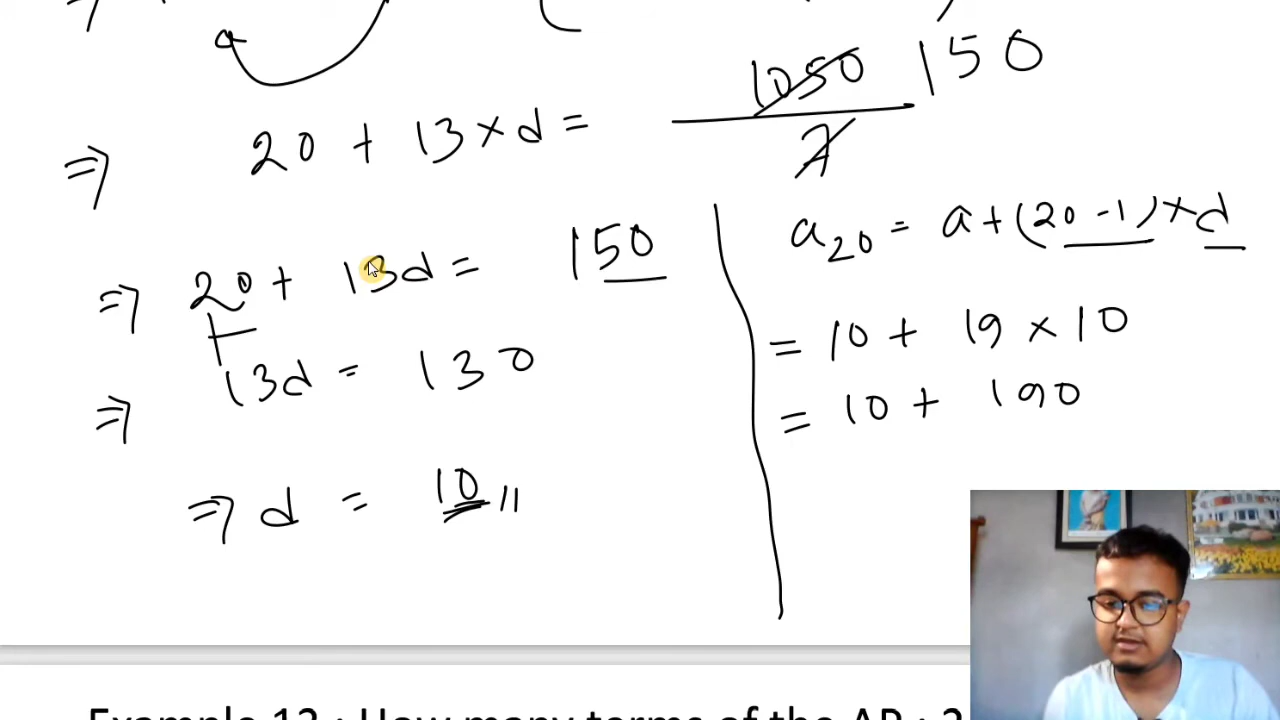 ⇒ 20 + 13 × d = 1050 / 7 150
⇒ 20 + 13d = 150
⇒ 13d = 130
⇒ d = 10 //
a₂₀ = a + (20 - 1) × d
= 10 + 19 × 10
= 10 + 190
Example 12 : How many terms of the AP : 2